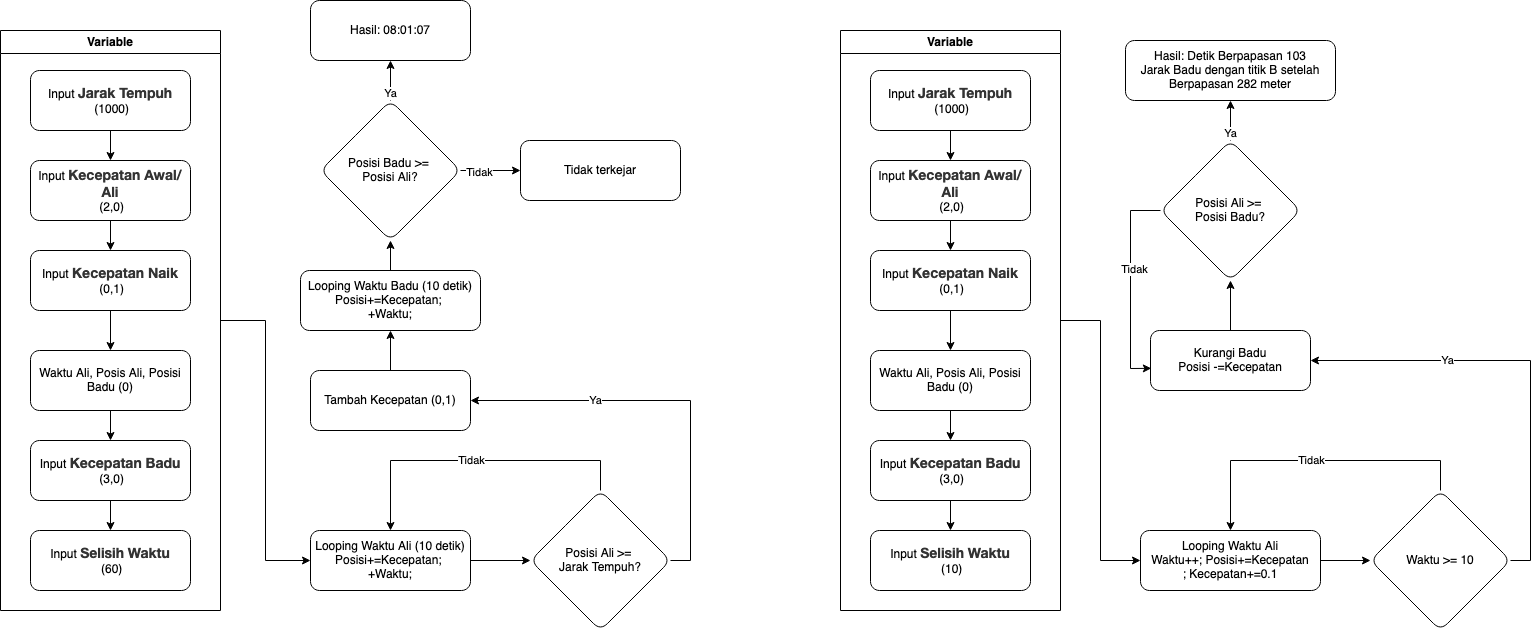 Variable
Input Jarak Tempuh
(1000)
Input Kecepatan Awal/
Ali
(2,0)
Input Kecepatan Naik
(0,1)
Waktu Ali, Posis Ali, Posisi
Badu (0)
Input Kecepatan Badu
(3,0)
Input Selisih Waktu
(60)
Hasil: 08:01:07
Ya
Posisi Badu >=
Posisi Ali?
Tidak
Tidak terkejar
Looping Waktu Badu (10 detik)
Posisi+=Kecepatan;
+Waktu;
Tambah Kecepatan (0,1)
Ya
Tidak
Looping Waktu Ali (10 detik)
Posisi+=Kecepatan;
+Waktu;
Posisi Ali >=
Jarak Tempuh?
Variable
Input Jarak Tempuh
(1000)
Input Kecepatan Awal/
Ali
(2,0)
Input Kecepatan Naik
(0,1)
Waktu Ali, Posis Ali, Posisi
Badu (0)
Input Kecepatan Badu
(3,0)
Input Selisih Waktu
(10)
Hasil: Detik Berpapasan 103
Jarak Badu dengan titik B setelah
Berpapasan 282 meter
Ya
Posisi Ali >=
Posisi Badu?
Tidak
Kurangi Badu
Posisi -=Kecepatan
Ya
Tidak
Looping Waktu Ali
Waktu++; Posisi+=Kecepatan
; Kecepatan+=0.1
Waktu >= 10